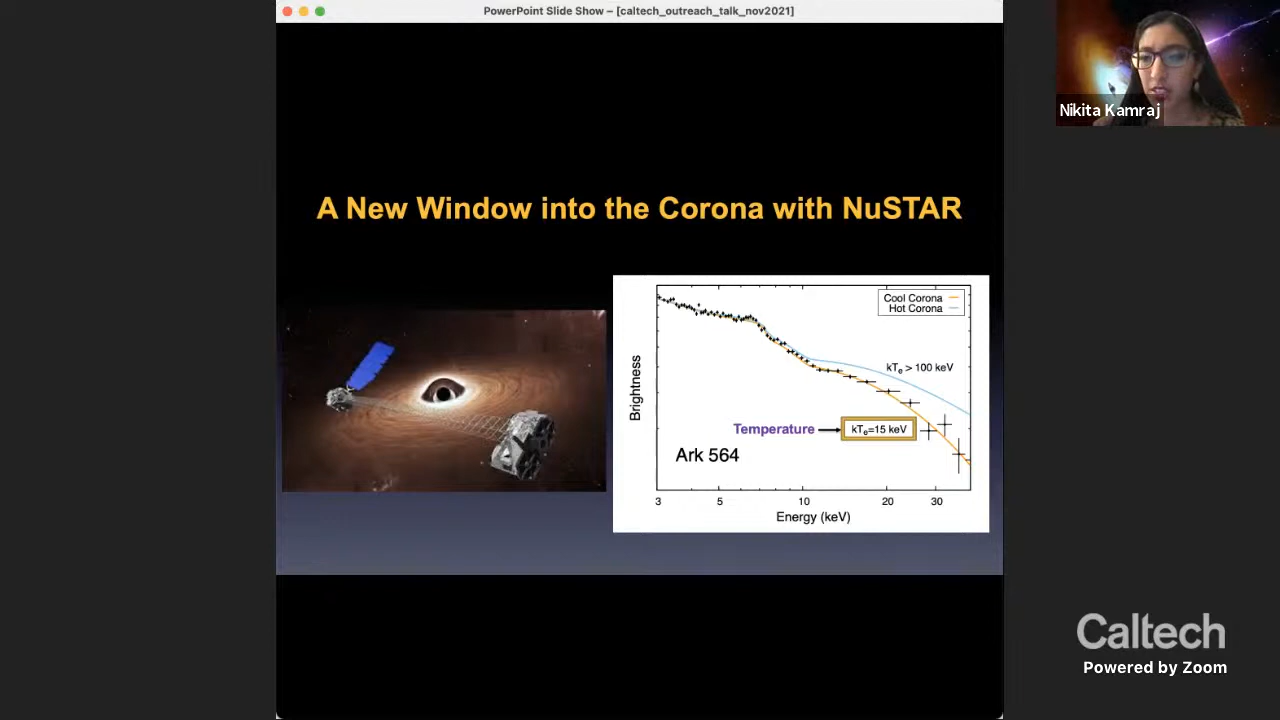 PowerPoint Slide Show – [caltech_outreach_talk_nov2021]
Nikita Kamraj
A New Window into the Corona with NuSTAR
Cool Corona
Hot Corona
kTe > 100 keV
Brightness
Temperature
kTe=15 keV
Ark 564
3 5 10 20 30
Energy (keV)
Caltech
Powered by Zoom